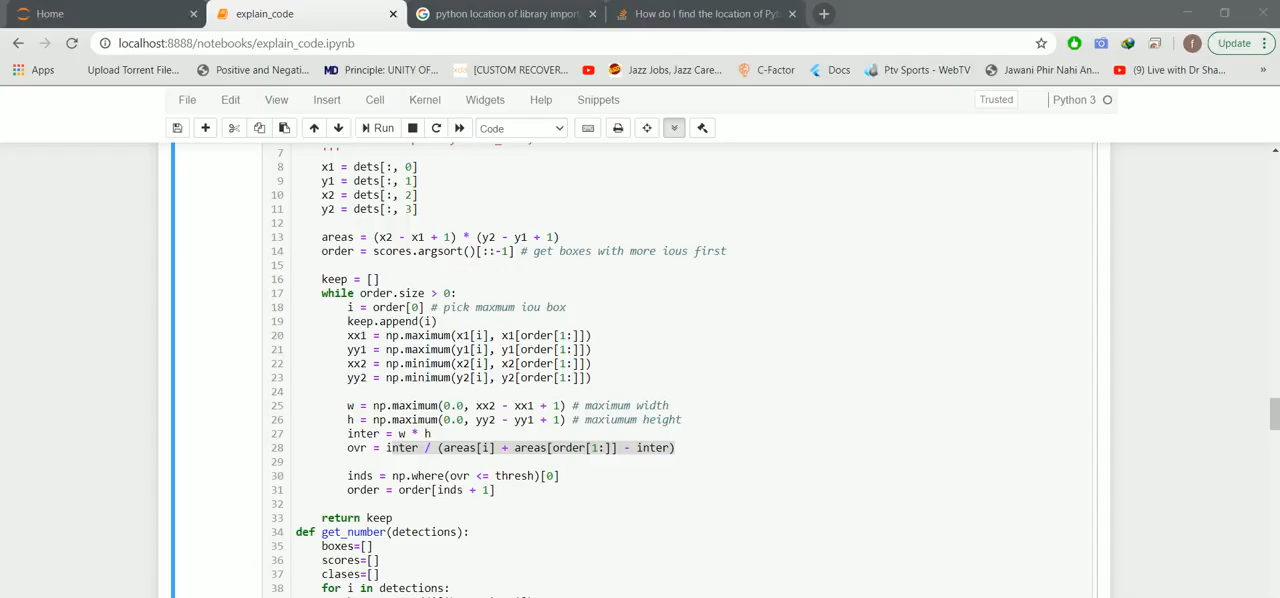 Home
explain_code
python location of library impor
How do I find the location of Pyt
localhost:8888/notebooks/explain_code.ipynb
f
Update
Apps
Upload Torrent File...
Positive and Negati...
MD Principle: UNITY OF...
[CUSTOM RECOVER...
Jazz Jobs, Jazz Care...
C-Factor
Docs
Ptv Sports - WebTV
Jawani Phir Nahi An...
(9) Live with Dr Sha...
»
File Edit View Insert Cell Kernel Widgets Help Snippets
Trusted
Python 3
Run
Code
7 '''
8 x1 = dets[:, 0]
9 y1 = dets[:, 1]
10 x2 = dets[:, 2]
11 y2 = dets[:, 3]
12
13 areas = (x2 - x1 + 1) * (y2 - y1 + 1)
14 order = scores.argsort()[::-1] # get boxes with more ious first
15
16 keep = []
17 while order.size > 0:
18 i = order[0] # pick maxmum iou box
19 keep.append(i)
20 xx1 = np.maximum(x1[i], x1[order[1:]])
21 yy1 = np.maximum(y1[i], y1[order[1:]])
22 xx2 = np.minimum(x2[i], x2[order[1:]])
23 yy2 = np.minimum(y2[i], y2[order[1:]])
24
25 w = np.maximum(0.0, xx2 - xx1 + 1) # maximum width
26 h = np.maximum(0.0, yy2 - yy1 + 1) # maxiumum height
27 inter = w * h
28 ovr = inter / (areas[i] + areas[order[1:]] - inter)
29
30 inds = np.where(ovr <= thresh)[0]
31 order = order[inds + 1]
32
33 return keep
34 def get_number(detections):
35 boxes=[]
36 scores=[]
37 clases=[]
38 for i in detections: